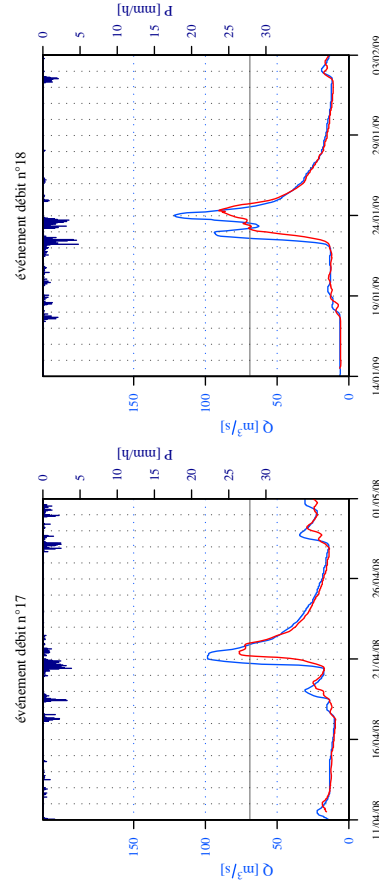 événement débit n°17
0 5 10 15 20 25 30
P [mm/h]
0 50 100 150
Q [m³/s]
11/04/08 16/04/08 21/04/08 26/04/08 01/05/08
événement débit n°18
0 5 10 15 20 25 30
P [mm/h]
0 50 100 150
Q [m³/s]
14/01/09 19/01/09 24/01/09 29/01/09 03/02/09